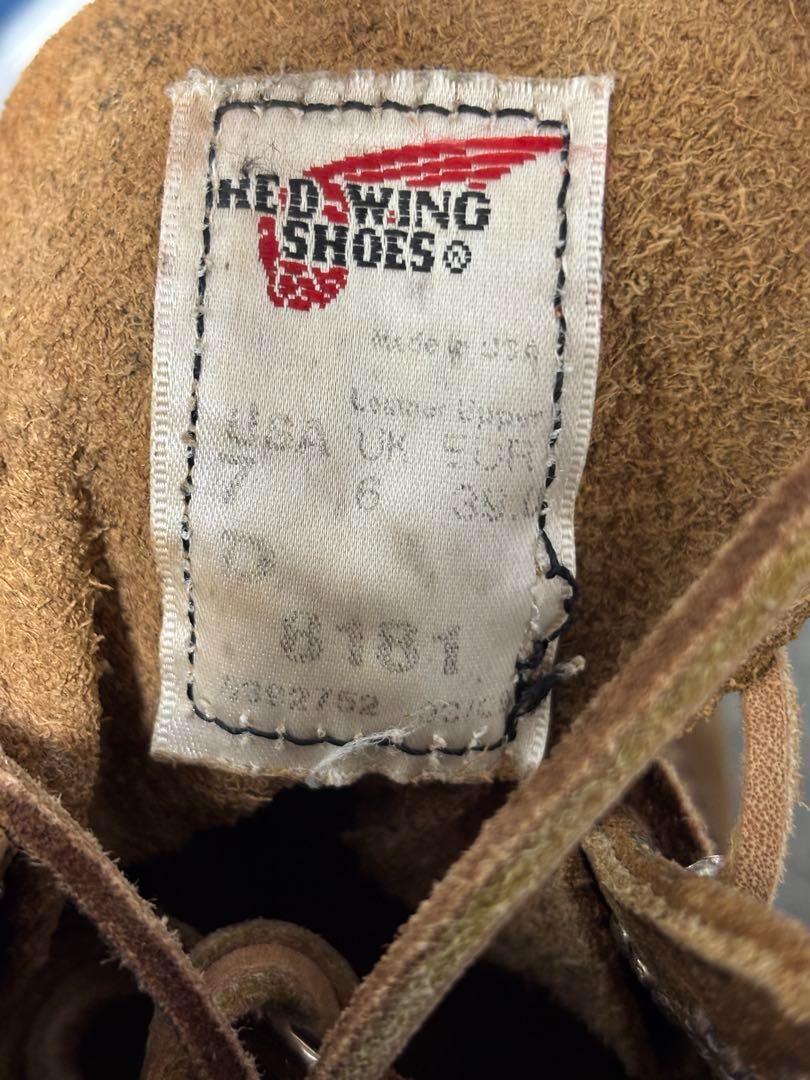 RED WING
SHOES®
Made in USA
Leather Upper
USA UK EUR
7 6
D
8181